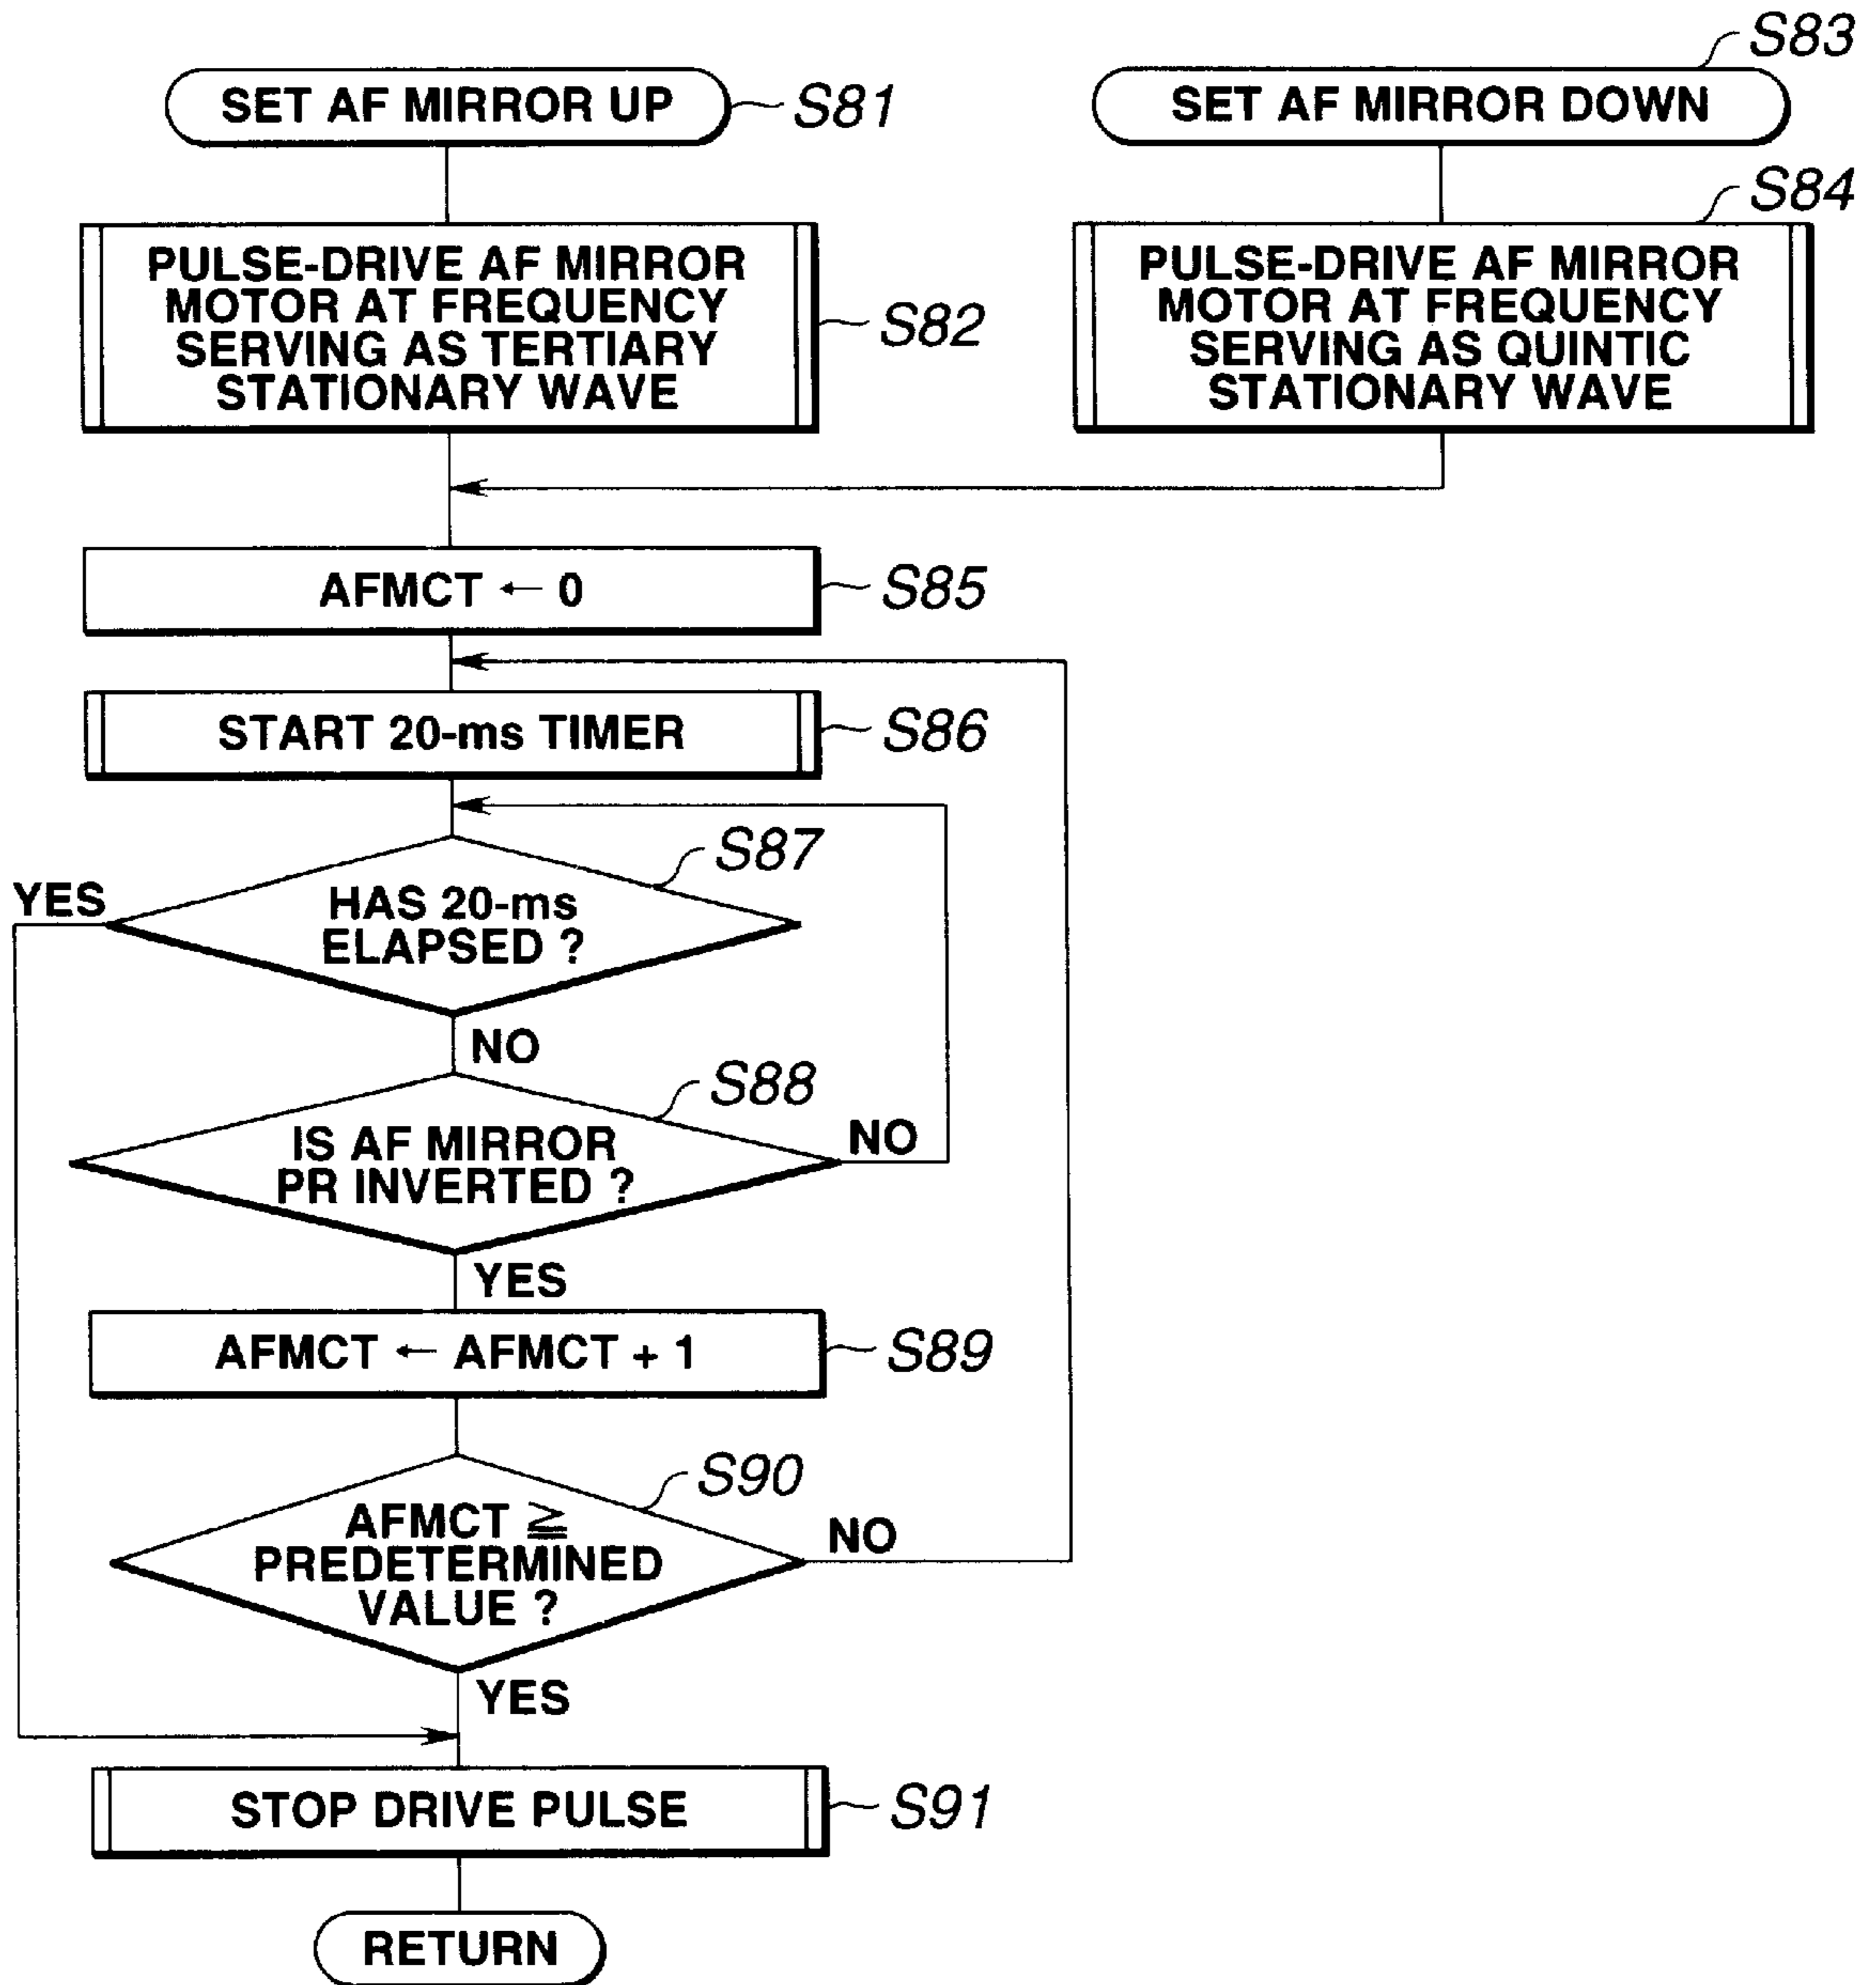 S83
SET AF MIRROR UP
S81
SET AF MIRROR DOWN
S84
PULSE-DRIVE AF MIRROR
MOTOR AT FREQUENCY
SERVING AS TERTIARY
STATIONARY WAVE
S82
PULSE-DRIVE AF MIRROR
MOTOR AT FREQUENCY
SERVING AS QUINTIC
STATIONARY WAVE
AFMCT ← 0
S85
START 20-ms TIMER
S86
S87
YES
HAS 20-ms
ELAPSED ?
NO
S88
IS AF MIRROR
PR INVERTED ?
NO
YES
AFMCT ← AFMCT + 1
S89
S90
AFMCT ≧
PREDETERMINED
VALUE ?
NO
YES
STOP DRIVE PULSE
S91
RETURN